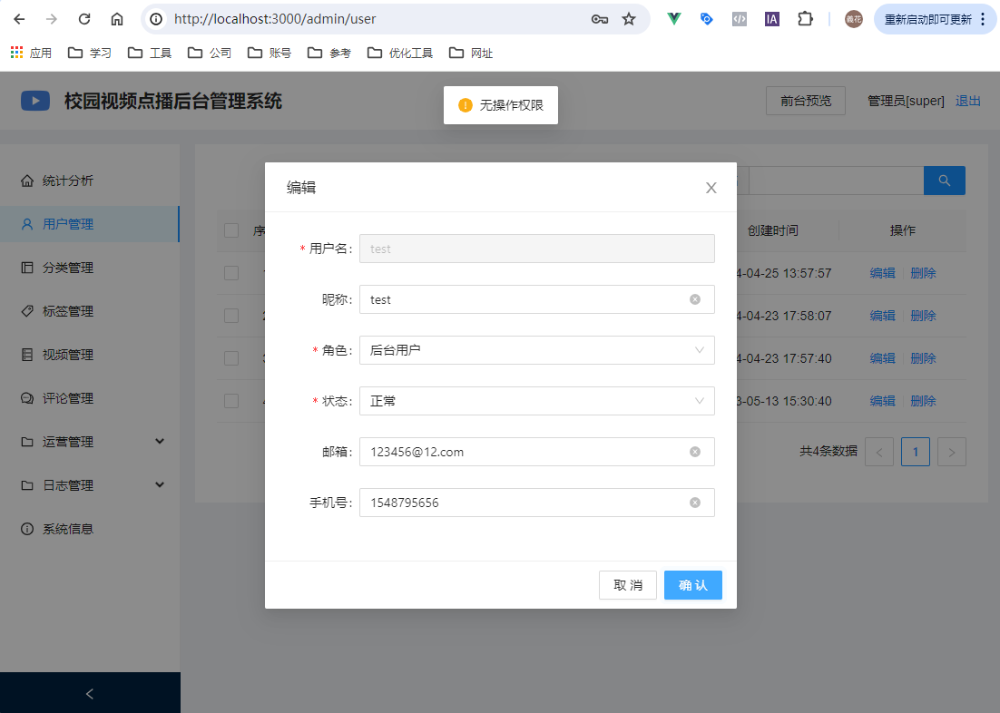 http://localhost:3000/admin/user
義花
重新启动即可更新
应用 学习 工具 公司 账号 参考 优化工具 网址
校园视频点播后台管理系统
无操作权限
前台预览 管理员[super] 退出
统计分析
用户管理
分类管理
标签管理
视频管理
评论管理
运营管理
日志管理
系统信息
编辑
* 用户名: test
昵称: test
* 角色: 后台用户
* 状态: 正常
邮箱: 123456@12.com
手机号: 1548795656
取 消 确 认
序
创建时间 操作
4-04-25 13:57:57 编辑 删除
4-04-23 17:58:07 编辑 删除
4-04-23 17:57:40 编辑 删除
3-05-13 15:30:40 编辑 删除
共4条数据 < 1 >